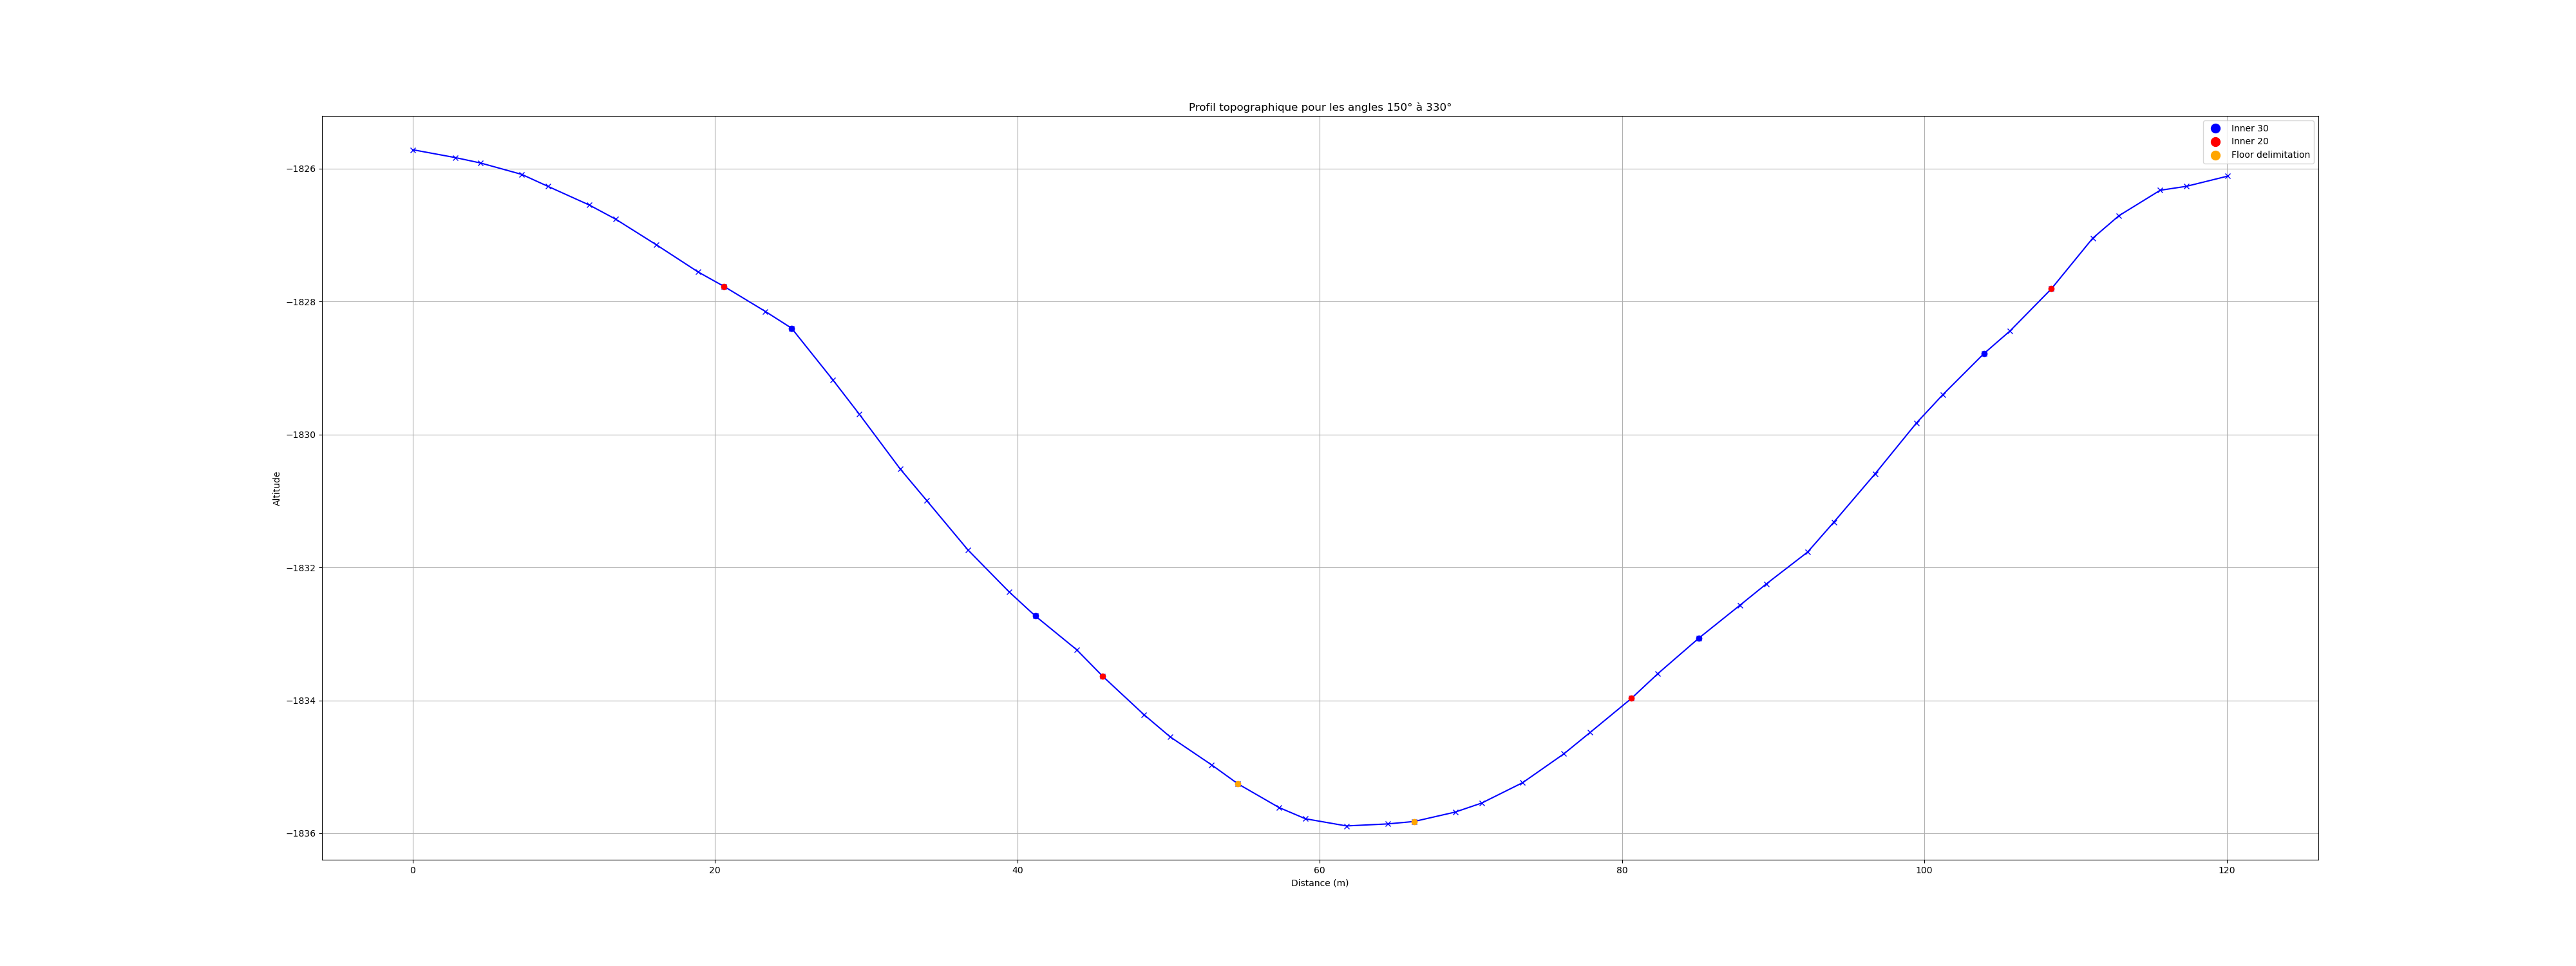 Profil topographique pour les angles 150° à 330°
Inner 30
Inner 20
Floor delimitation
Altitude
−1826
−1828
−1830
−1832
−1834
−1836
0
20
40
60
80
100
120
Distance (m)